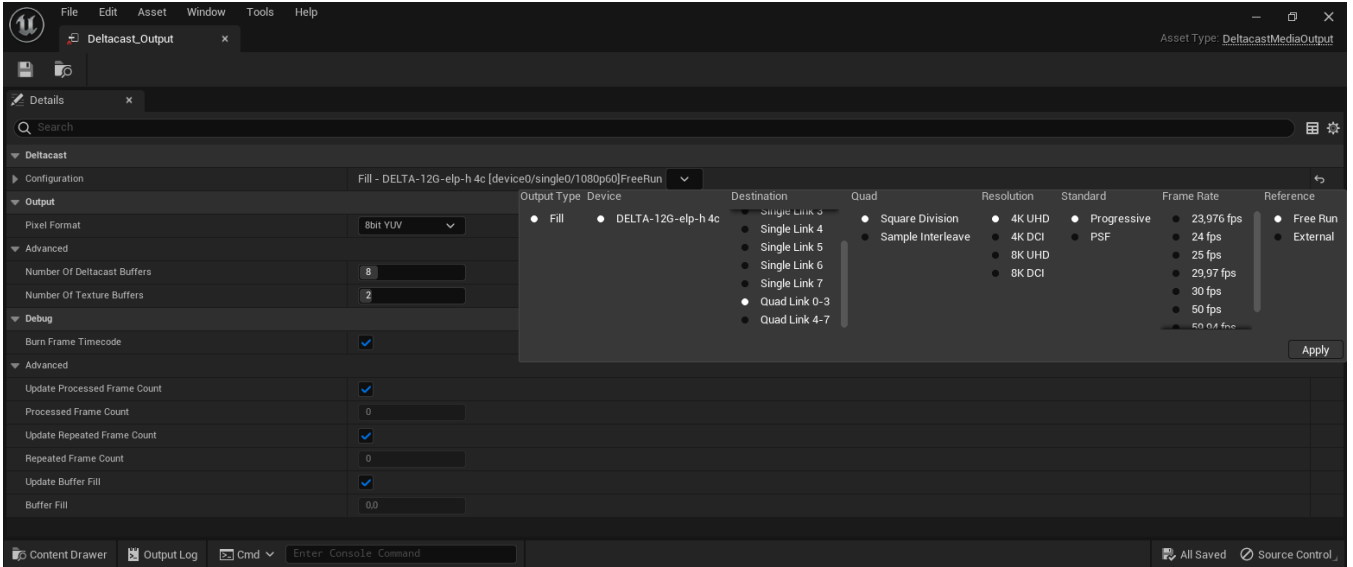 File Edit Asset Window Tools Help
Deltacast_Output
Asset Type: DeltacastMediaOutput
Details
Search
Deltacast
Configuration Fill - DELTA-12G-elp-h 4c [device0/single0/1080p60]FreeRun
Output
Output Type Device Destination Quad Resolution Standard Frame Rate Reference
Single Link 3
Pixel Format 8bit YUV
Fill DELTA-12G-elp-h 4c Square Division 4K UHD Progressive 23,976 fps Free Run
Single Link 4
Sample Interleave 4K DCI PSF 24 fps External
Advanced
Single Link 5 8K UHD 25 fps
Number Of Deltacast Buffers 8
Single Link 6 8K DCI 29,97 fps
Single Link 7 30 fps
Number Of Texture Buffers 2
Quad Link 0-3 50 fps
Debug
Quad Link 4-7 59,94 fps
Burn Frame Timecode
Apply
Advanced
Update Processed Frame Count
Processed Frame Count 0
Update Repeated Frame Count
Repeated Frame Count 0
Update Buffer Fill
Buffer Fill 0.0
Content Drawer Output Log Cmd Enter Console Command All Saved Source Control